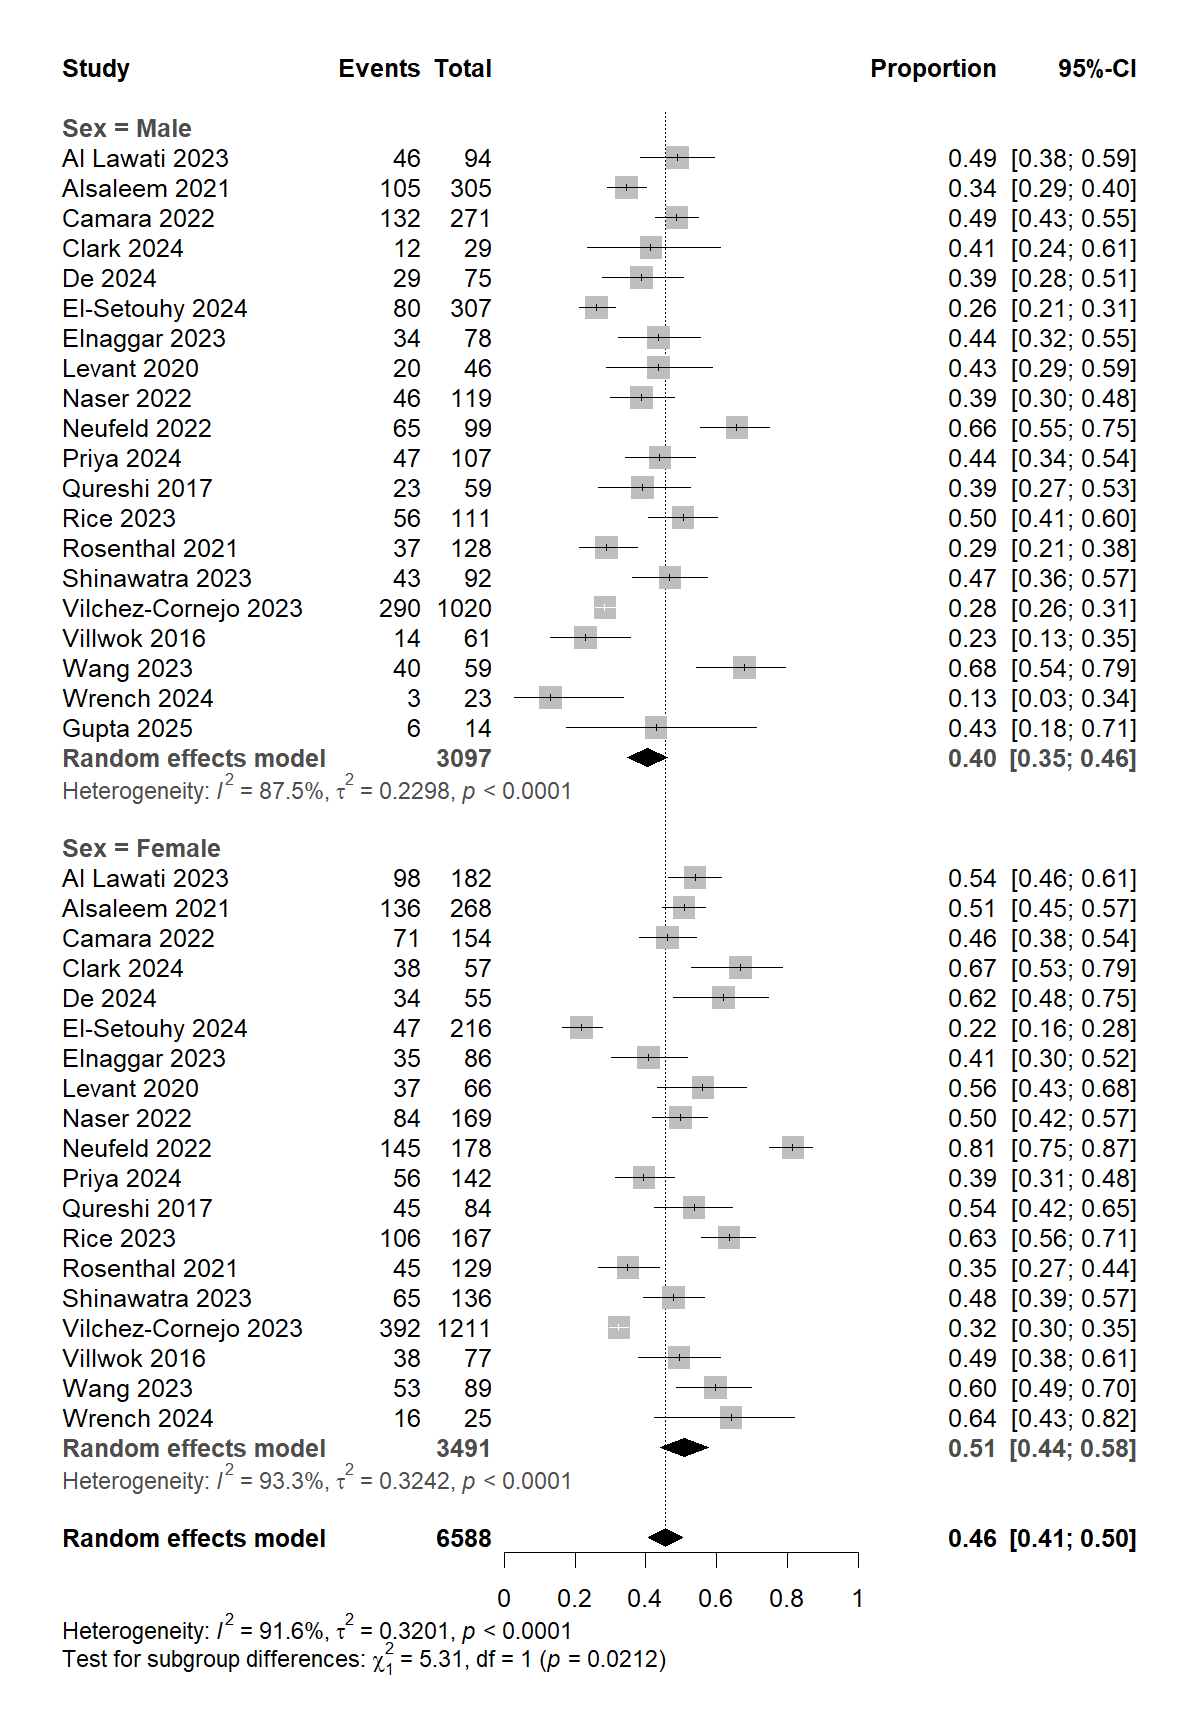 Study Events Total Proportion 95%-CI
Sex = Male
Al Lawati 2023 46 94 0.49 [0.38; 0.59]
Alsaleem 2021 105 305 0.34 [0.29; 0.40]
Camara 2022 132 271 0.49 [0.43; 0.55]
Clark 2024 12 29 0.41 [0.24; 0.61]
De 2024 29 75 0.39 [0.28; 0.51]
El-Setouhy 2024 80 307 0.26 [0.21; 0.31]
Elnaggar 2023 34 78 0.44 [0.32; 0.55]
Levant 2020 20 46 0.43 [0.29; 0.59]
Naser 2022 46 119 0.39 [0.30; 0.48]
Neufeld 2022 65 99 0.66 [0.55; 0.75]
Priya 2024 47 107 0.44 [0.34; 0.54]
Qureshi 2017 23 59 0.39 [0.27; 0.53]
Rice 2023 56 111 0.50 [0.41; 0.60]
Rosenthal 2021 37 128 0.29 [0.21; 0.38]
Shinawatra 2023 43 92 0.47 [0.36; 0.57]
Vilchez-Cornejo 2023 290 1020 0.28 [0.26; 0.31]
Villwok 2016 14 61 0.23 [0.13; 0.35]
Wang 2023 40 59 0.68 [0.54; 0.79]
Wrench 2024 3 23 0.13 [0.03; 0.34]
Gupta 2025 6 14 0.43 [0.18; 0.71]
Random effects model 3097 0.40 [0.35; 0.46]
Heterogeneity: I² = 87.5%, τ² = 0.2298, p < 0.0001
Sex = Female
Al Lawati 2023 98 182 0.54 [0.46; 0.61]
Alsaleem 2021 136 268 0.51 [0.45; 0.57]
Camara 2022 71 154 0.46 [0.38; 0.54]
Clark 2024 38 57 0.67 [0.53; 0.79]
De 2024 34 55 0.62 [0.48; 0.75]
El-Setouhy 2024 47 216 0.22 [0.16; 0.28]
Elnaggar 2023 35 86 0.41 [0.30; 0.52]
Levant 2020 37 66 0.56 [0.43; 0.68]
Naser 2022 84 169 0.50 [0.42; 0.57]
Neufeld 2022 145 178 0.81 [0.75; 0.87]
Priya 2024 56 142 0.39 [0.31; 0.48]
Qureshi 2017 45 84 0.54 [0.42; 0.65]
Rice 2023 106 167 0.63 [0.56; 0.71]
Rosenthal 2021 45 129 0.35 [0.27; 0.44]
Shinawatra 2023 65 136 0.48 [0.39; 0.57]
Vilchez-Cornejo 2023 392 1211 0.32 [0.30; 0.35]
Villwok 2016 38 77 0.49 [0.38; 0.61]
Wang 2023 53 89 0.60 [0.49; 0.70]
Wrench 2024 16 25 0.64 [0.43; 0.82]
Random effects model 3491 0.51 [0.44; 0.58]
Heterogeneity: I² = 93.3%, τ² = 0.3242, p < 0.0001
Random effects model 6588 0.46 [0.41; 0.50]
0 0.2 0.4 0.6 0.8 1
Heterogeneity: I² = 91.6%, τ² = 0.3201, p < 0.0001
Test for subgroup differences: χ²₁ = 5.31, df = 1 (p = 0.0212)